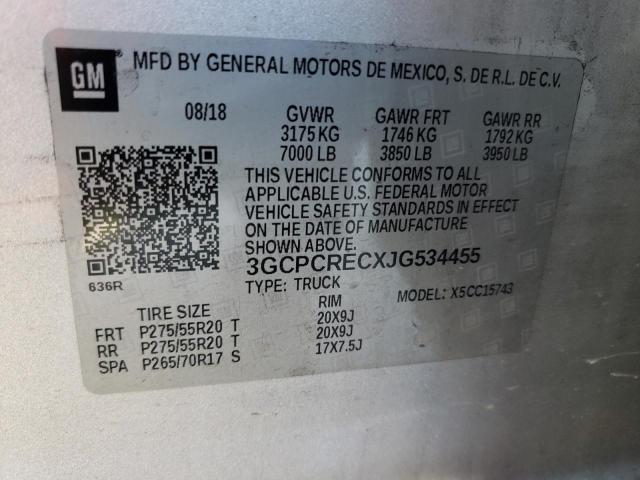 GM
MFD BY GENERAL MOTORS DE MEXICO, S. DE R.L. DE C.V.
08/18 GVWR GAWR FRT GAWR RR
3175 KG 1746 KG 1792 KG
7000 LB 3850 LB 3950 LB
THIS VEHICLE CONFORMS TO ALL
APPLICABLE U.S. FEDERAL MOTOR
VEHICLE SAFETY STANDARDS IN EFFECT
ON THE DATE OF MANUFACTURE
SHOWN ABOVE.
3GCPCRECXJG534455
636R TYPE: TRUCK MODEL: X5CC15743
TIRE SIZE RIM
FRT P275/55R20 T 20X9J
RR P275/55R20 T 20X9J
SPA P265/70R17 S 17X7.5J